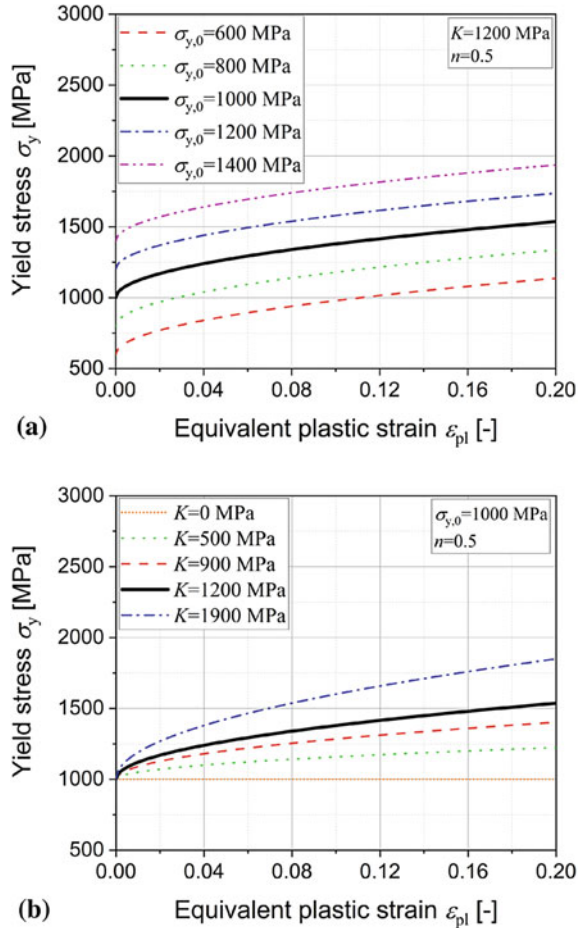 3000
2500
2000
1500
1000
500
Yield stress σy [MPa]
σy,0=600 MPa
σy,0=800 MPa
σy,0=1000 MPa
σy,0=1200 MPa
σy,0=1400 MPa
K=1200 MPa
n=0.5
0.00 0.04 0.08 0.12 0.16 0.20
(a) Equivalent plastic strain εpl [-]
3000
2500
2000
1500
1000
500
Yield stress σy [MPa]
K=0 MPa
K=500 MPa
K=900 MPa
K=1200 MPa
K=1900 MPa
σy,0=1000 MPa
n=0.5
0.00 0.04 0.08 0.12 0.16 0.20
(b) Equivalent plastic strain εpl [-]